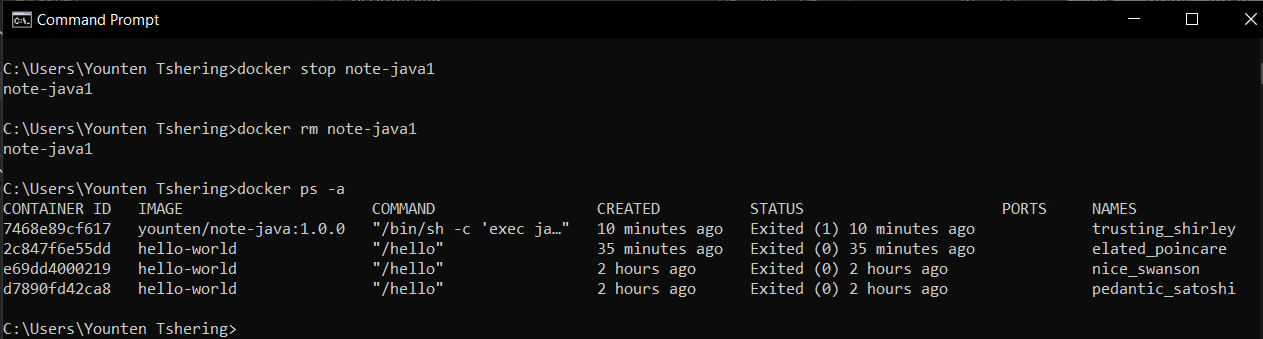 Command Prompt
C:\Users\Younten Tshering>docker stop note-java1
note-java1
C:\Users\Younten Tshering>docker rm note-java1
note-java1
C:\Users\Younten Tshering>docker ps -a
CONTAINER ID   IMAGE                     COMMAND                  CREATED          STATUS                      PORTS     NAMES
7468e89cf617   younten/note-java:1.0.0   "/bin/sh -c 'exec ja…"   10 minutes ago   Exited (1) 10 minutes ago             trusting_shirley
2c847f6e55dd   hello-world               "/hello"                 35 minutes ago   Exited (0) 35 minutes ago             elated_poincare
e69dd4000219   hello-world               "/hello"                 2 hours ago      Exited (0) 2 hours ago                nice_swanson
d7890fd42ca8   hello-world               "/hello"                 2 hours ago      Exited (0) 2 hours ago                pedantic_satoshi
C:\Users\Younten Tshering>